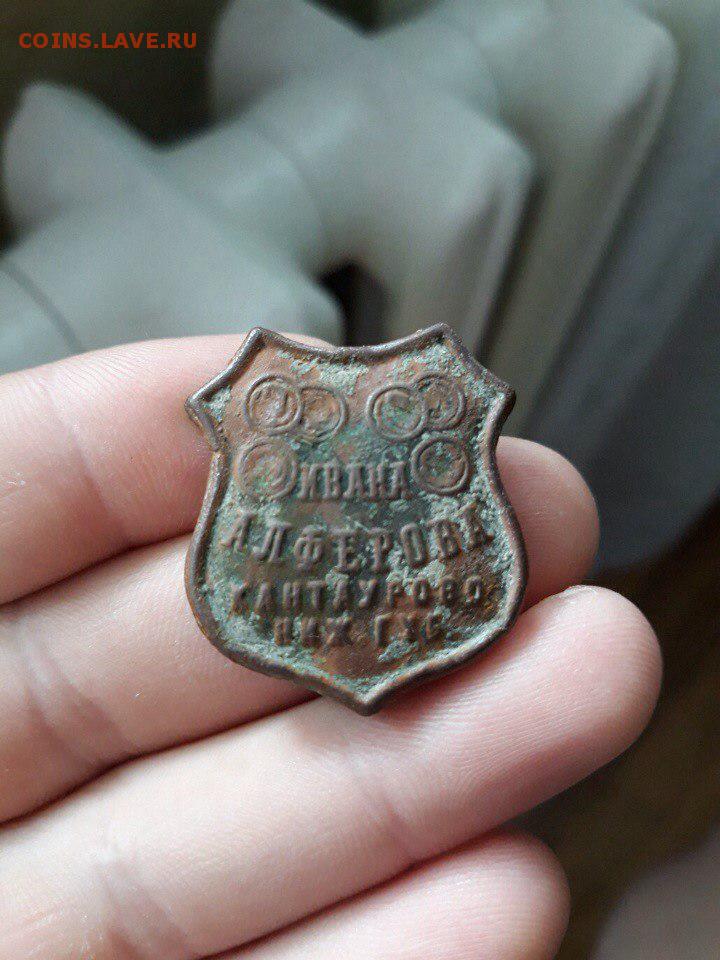 COINS.LAVE.RU
ИВАНА
АЛФЕРОВА
КАНТАУРОВО
НИЖ. ГУБ.